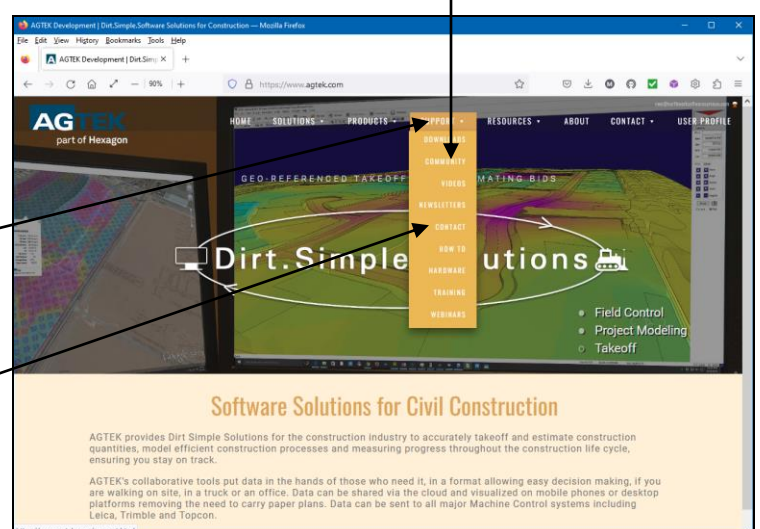 AGTEK Development | Dirt.Simple.Software Solutions for Construction — Mozilla Firefox
File Edit View History Bookmarks Tools Help
AGTEK Development | Dirt.Simp
90%
https://www.agtek.com
AGTEK
part of Hexagon
HOME SOLUTIONS PRODUCTS SUPPORT RESOURCES ABOUT CONTACT USER PROFILE
DOWNLOADS
COMMUNITY
VIDEOS
NEWSLETTERS
CONTACT
HOW TO
HARDWARE
TRAINING
WEBINARS
GEO-REFERENCED TAKEOFF MATING BIDS
Dirt.Simple utions
Field Control
Project Modeling
Takeoff
Software Solutions for Civil Construction
AGTEK provides Dirt Simple Solutions for the construction industry to accurately takeoff and estimate construction
quantities, model efficient construction processes and measuring progress throughout the construction life cycle,
ensuring you stay on track.
AGTEK's collaborative tools put data in the hands of those who need it, in a format allowing easy decision making, if you
are walking on site, in a truck or an office. Data can be shared via the cloud and visualized on mobile phones or desktop
platforms removing the need to carry paper plans. Data can be sent to all major Machine Control systems including
Leica, Trimble and Topcon.